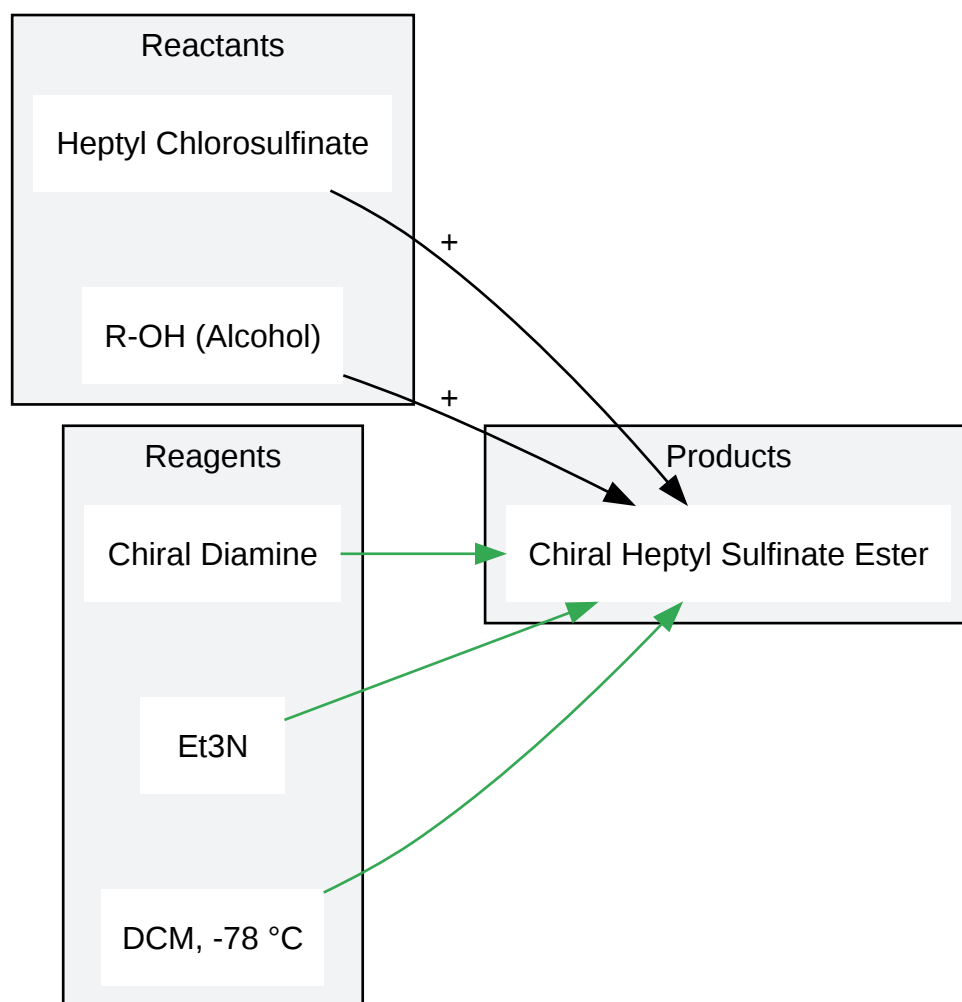 Reactants
Heptyl Chlorosulfinate
+
R-OH (Alcohol)
+
Reagents
Products
Chiral Diamine
Chiral Heptyl Sulfinate Ester
Et3N
DCM, -78 °C